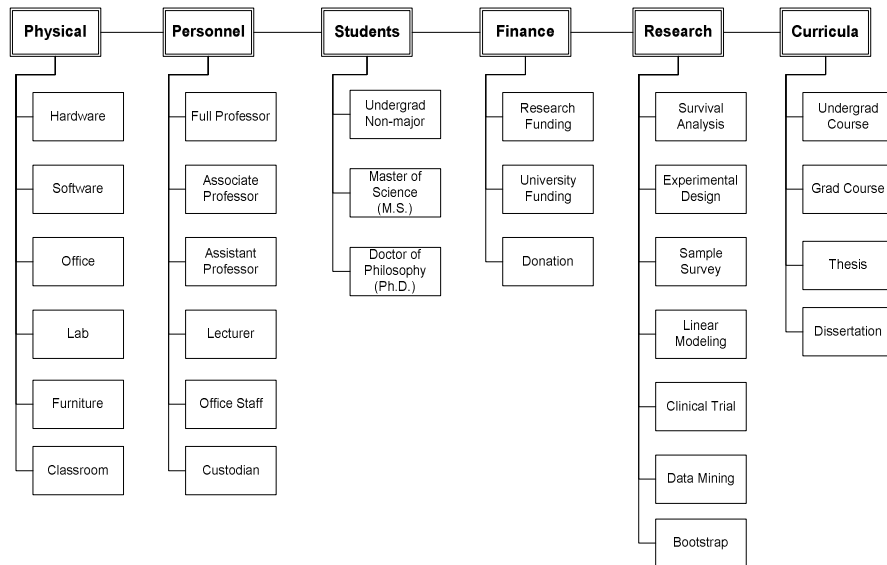 Physical
Personnel
Students
Finance
Research
Curricula
Hardware
Software
Office
Lab
Furniture
Classroom
Full Professor
Associate
Professor
Assistant
Professor
Lecturer
Office Staff
Custodian
Undergrad
Non-major
Master of
Science
(M.S.)
Doctor of
Philosophy
(Ph.D.)
Research
Funding
University
Funding
Donation
Survival
Analysis
Experimental
Design
Sample
Survey
Linear
Modeling
Clinical Trial
Data Mining
Bootstrap
Undergrad
Course
Grad Course
Thesis
Dissertation